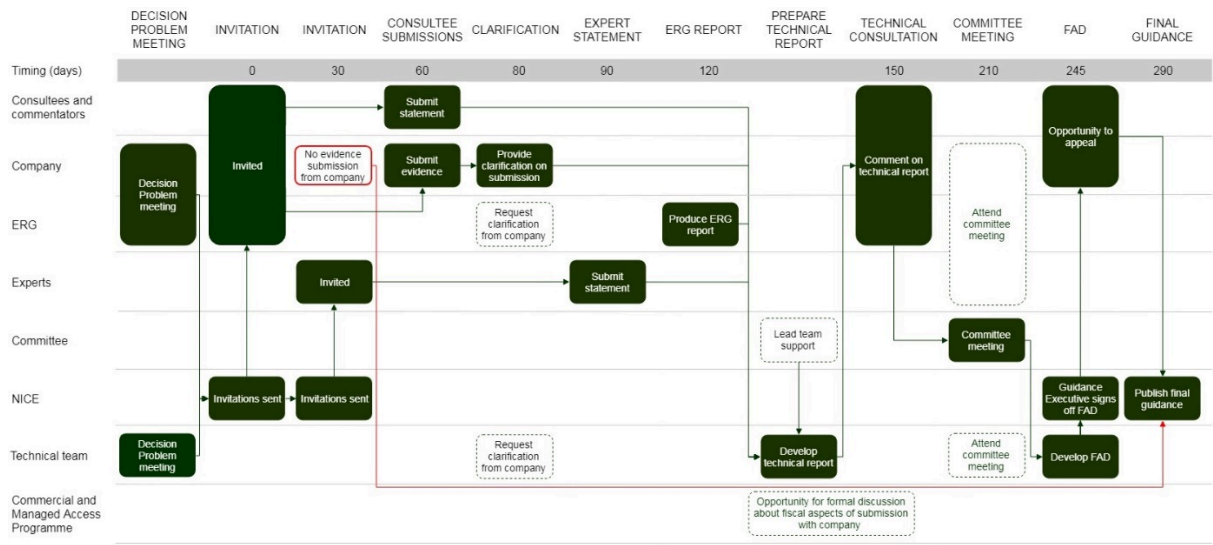 DECISION
PROBLEM
MEETING
INVITATION
INVITATION
CONSULTEE
SUBMISSIONS
CLARIFICATION
EXPERT
STATEMENT
ERG REPORT
PREPARE
TECHNICAL
REPORT
TECHNICAL
CONSULTATION
COMMITTEE
MEETING
FAD
FINAL
GUIDANCE
Timing (days)
0
30
60
80
90
120
150
210
245
290
Consultees and
commentators
Submit
statement
Company
Decision
Problem
meeting
Invited
No evidence
submission
from company
Submit
evidence
Provide
clarification on
submission
Comment on
technical report
Opportunity to
appeal
ERG
Request
clarification
from company
Produce ERG
report
Attend
committee
meeting
Experts
Invited
Submit
statement
Committee
Lead team
support
Committee
meeting
NICE
Invitations sent
Invitations sent
Guidance
Executive signs
off FAD
Publish final
guidance
Technical team
Decision
Problem
meeting
Request
clarification
from company
Develop
technical report
Attend
committee
meeting
Develop FAD
Commercial and
Managed Access
Programme
Opportunity for formal discussion
about fiscal aspects of submission
with company